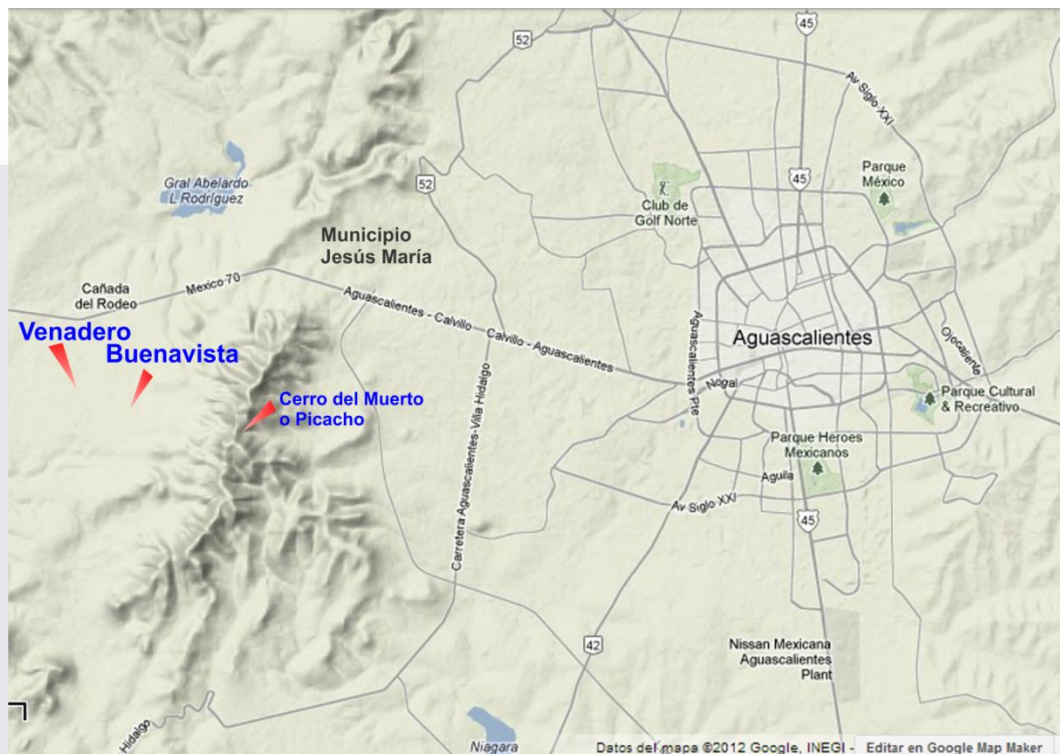 45
52
Av Siglo XXI
Parque
México
45
Gral Abelardo
L Rodríguez
52
Club de
Golf Norte
Municipio
Jesús María
Cañada
del Rodeo
Mexico 70
Aguascalientes - Calvillo - Calvillo - Aguascalientes
Venadero
Buenavista
Aguascalientes
Aguascalientes Pte
Ojocaliente
Nogal
Cerro del Muerto
o Picacho
Parque Cultural
& Recreativo
Carretera Aguascalientes-Villa Hidalgo
Parque Heroes
Mexicanos
Aguila
Av Siglo XXI
45
42
Nissan Mexicana
Aguascalientes
Plant
Hidalgo
Niagara
Datos del mapa ©2012 Google, INEGI - Editar en Google Map Maker